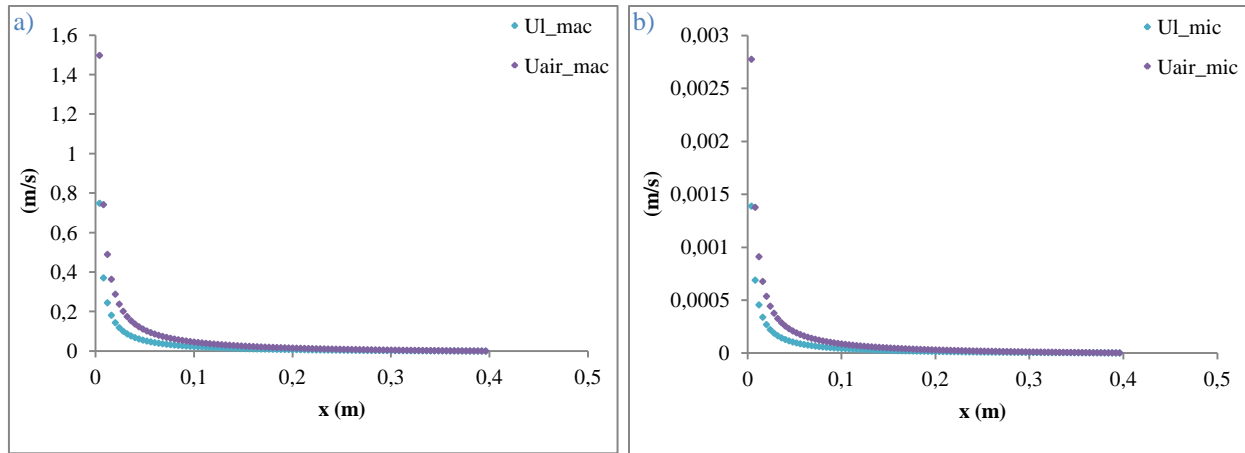 a)
Ul_mac
Uair_mac
1,6
1,4
1,2
1
0,8
0,6
0,4
0,2
0
(m/s)
0
0,1
0,2
0,3
0,4
0,5
x (m)
b)
Ul_mic
Uair_mic
0,003
0,0025
0,002
0,0015
0,001
0,0005
0
(m/s)
0
0,1
0,2
0,3
0,4
0,5
x (m)